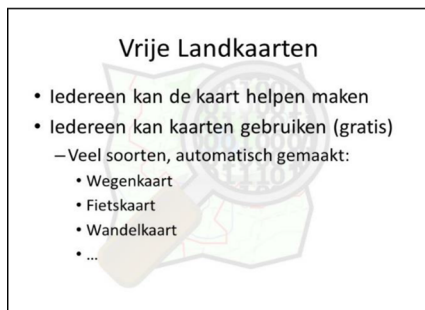 Vrije Landkaarten
• Iedereen kan de kaart helpen maken
• Iedereen kan kaarten gebruiken (gratis)
–Veel soorten, automatisch gemaakt:
• Wegenkaart
• Fietskaart
• Wandelkaart
• ...